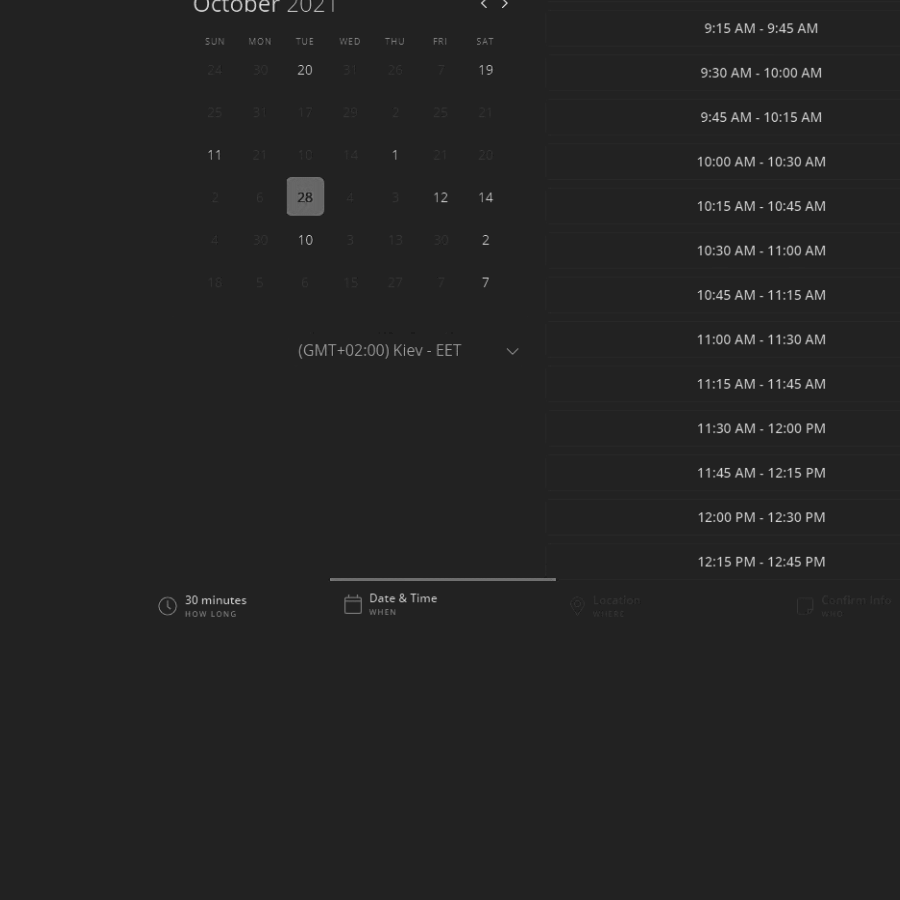 October 2021
SUN MON TUE WED THU FRI SAT
24 30 20 31 26 7 19
25 31 17 29 2 25 21
11 21 10 14 1 21 20
2 6 28 4 3 12 14
4 30 10 3 13 30 2
18 5 6 15 27 7 7
(GMT+02:00) Kiev - EET
9:15 AM - 9:45 AM
9:30 AM - 10:00 AM
9:45 AM - 10:15 AM
10:00 AM - 10:30 AM
10:15 AM - 10:45 AM
10:30 AM - 11:00 AM
10:45 AM - 11:15 AM
11:00 AM - 11:30 AM
11:15 AM - 11:45 AM
11:30 AM - 12:00 PM
11:45 AM - 12:15 PM
12:00 PM - 12:30 PM
12:15 PM - 12:45 PM
30 minutes
HOW LONG
Date & Time
WHEN
Location
WHERE
Confirm Info
WHO